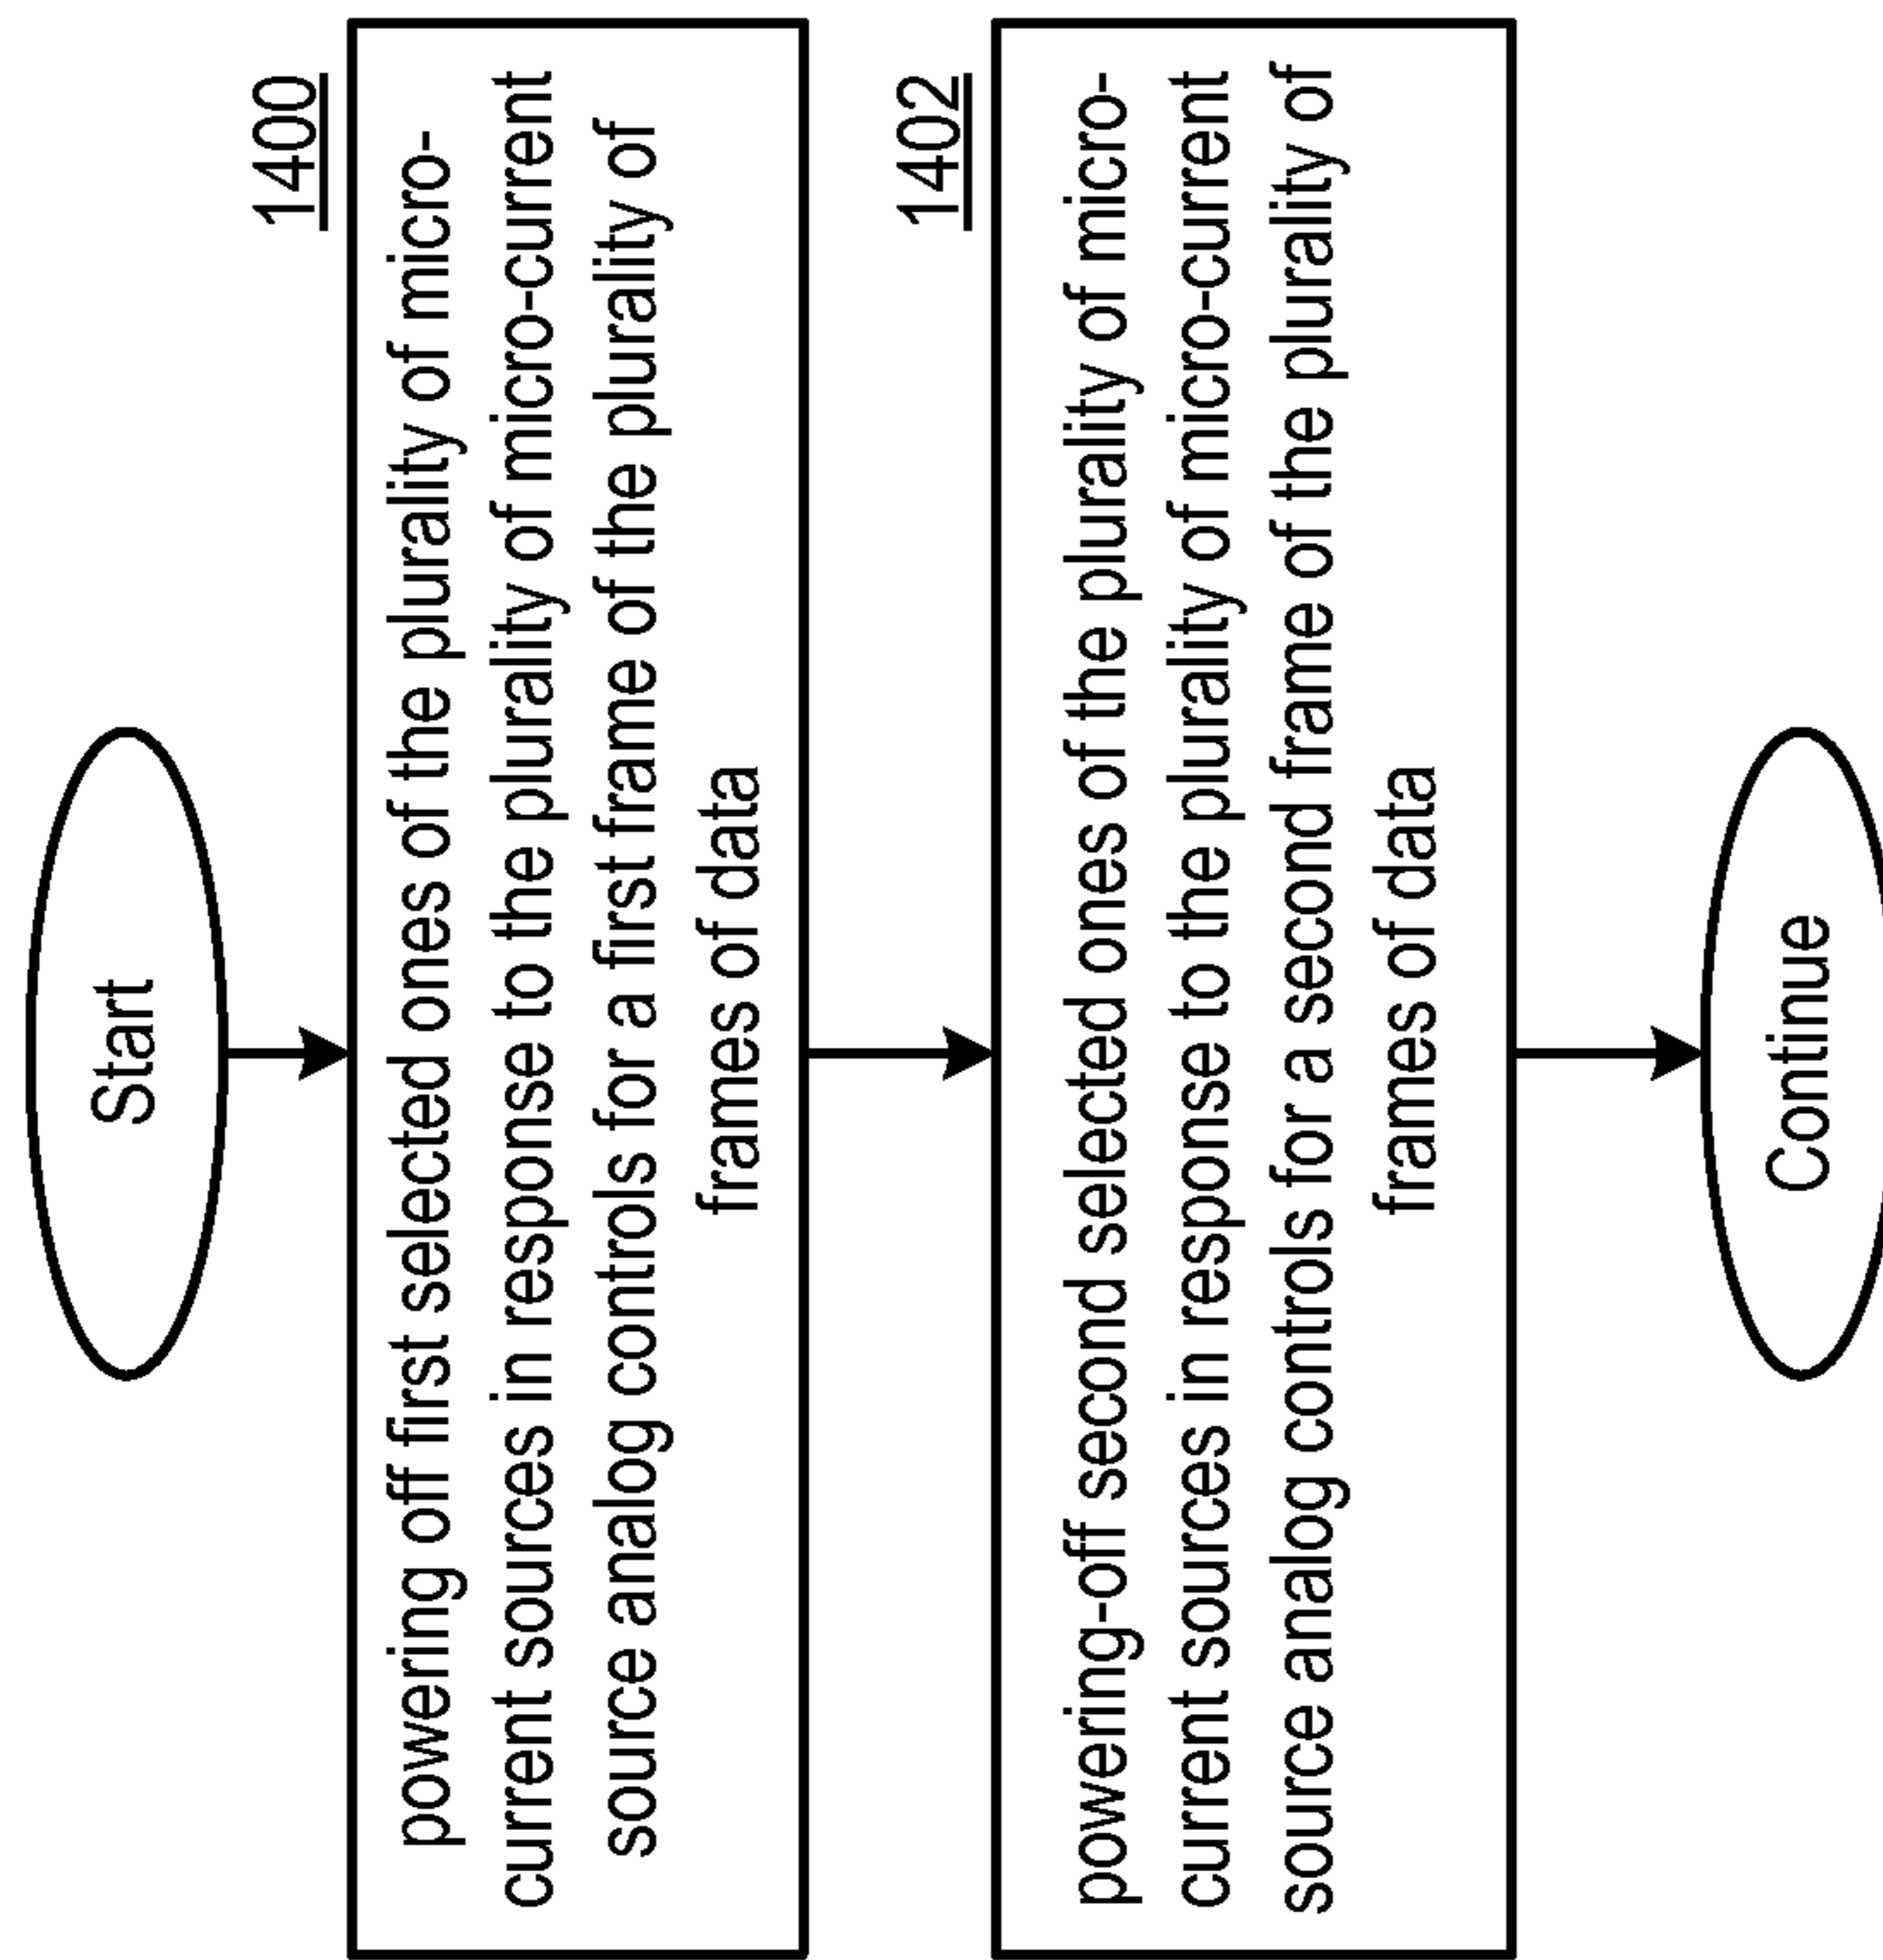 Start
1400
powering off first selected ones of the plurality of micro-
current sources in response to the plurality of micro-current
source analog controls for a first frame of the plurality of
frames of data
1402
powering-off second selected ones of the plurality of micro-
current sources in response to the plurality of micro-current
source analog controls for a second frame of the plurality of
frames of data
Continue